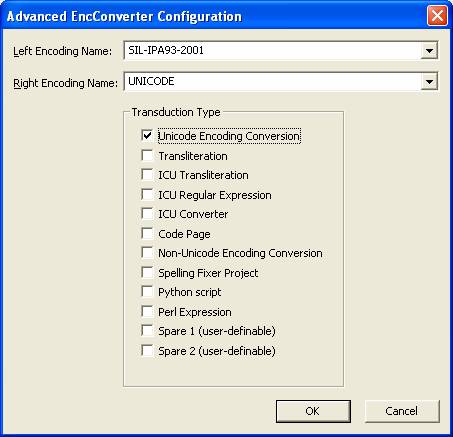 Advanced EncConverter Configuration
Left Encoding Name: SIL-IPA93-2001
Right Encoding Name: UNICODE
Transduction Type
Unicode Encoding Conversion
Transliteration
ICU Transliteration
ICU Regular Expression
ICU Converter
Code Page
Non-Unicode Encoding Conversion
Spelling Fixer Project
Python script
Perl Expression
Spare 1 (user-definable)
Spare 2 (user-definable)
OK Cancel